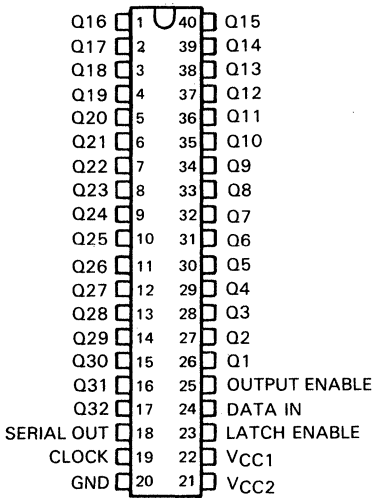 Q16 1 40 Q15
Q17 2 39 Q14
Q18 3 38 Q13
Q19 4 37 Q12
Q20 5 36 Q11
Q21 6 35 Q10
Q22 7 34 Q9
Q23 8 33 Q8
Q24 9 32 Q7
Q25 10 31 Q6
Q26 11 30 Q5
Q27 12 29 Q4
Q28 13 28 Q3
Q29 14 27 Q2
Q30 15 26 Q1
Q31 16 25 OUTPUT ENABLE
Q32 17 24 DATA IN
SERIAL OUT 18 23 LATCH ENABLE
CLOCK 19 22 VCC1
GND 20 21 VCC2